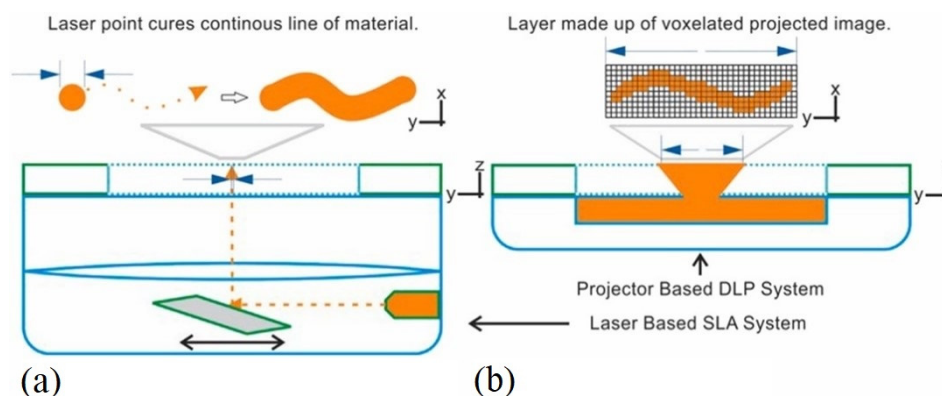 Laser point cures continous line of material.
Layer made up of voxelated projected image.
x
y
x
y
z
y
y
Projector Based DLP System
Laser Based SLA System
(a)
(b)